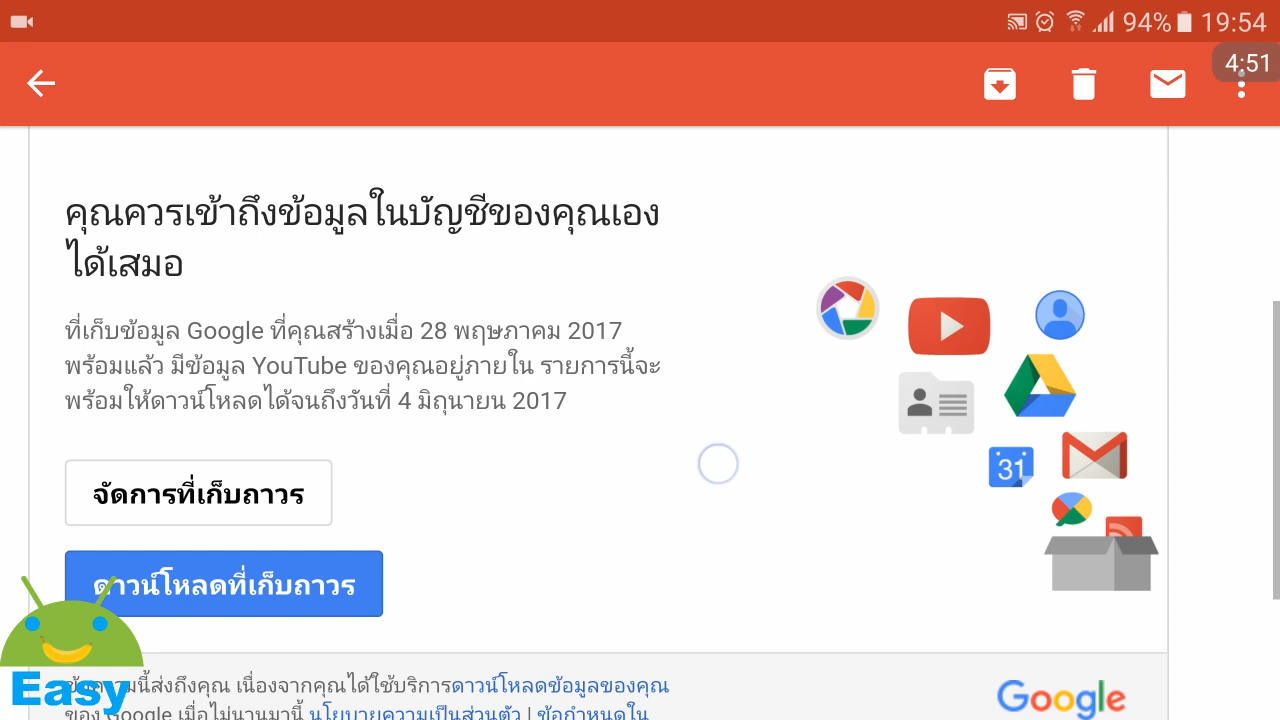 94% 19:54
4:51
คุณควรเข้าถึงข้อมูลในบัญชีของคุณเอง
ได้เสมอ
ที่เก็บข้อมูล Google ที่คุณสร้างเมื่อ 28 พฤษภาคม 2017
พร้อมแล้ว มีข้อมูล YouTube ของคุณอยู่ภายใน รายการนี้จะ
พร้อมให้ดาวน์โหลดได้จนถึงวันที่ 4 มิถุนายน 2017
31
จัดการที่เก็บถาวร
ดาวน์โหลดที่เก็บถาวร
Easy
ข้อความนี้ส่งถึงคุณ เนื่องจากคุณได้ใช้บริการดาวน์โหลดข้อมูลของคุณ
ของ Google เมื่อไม่นานมานี้ นโยบายความเป็นส่วนตัว | ข้อกำหนดใน
Google